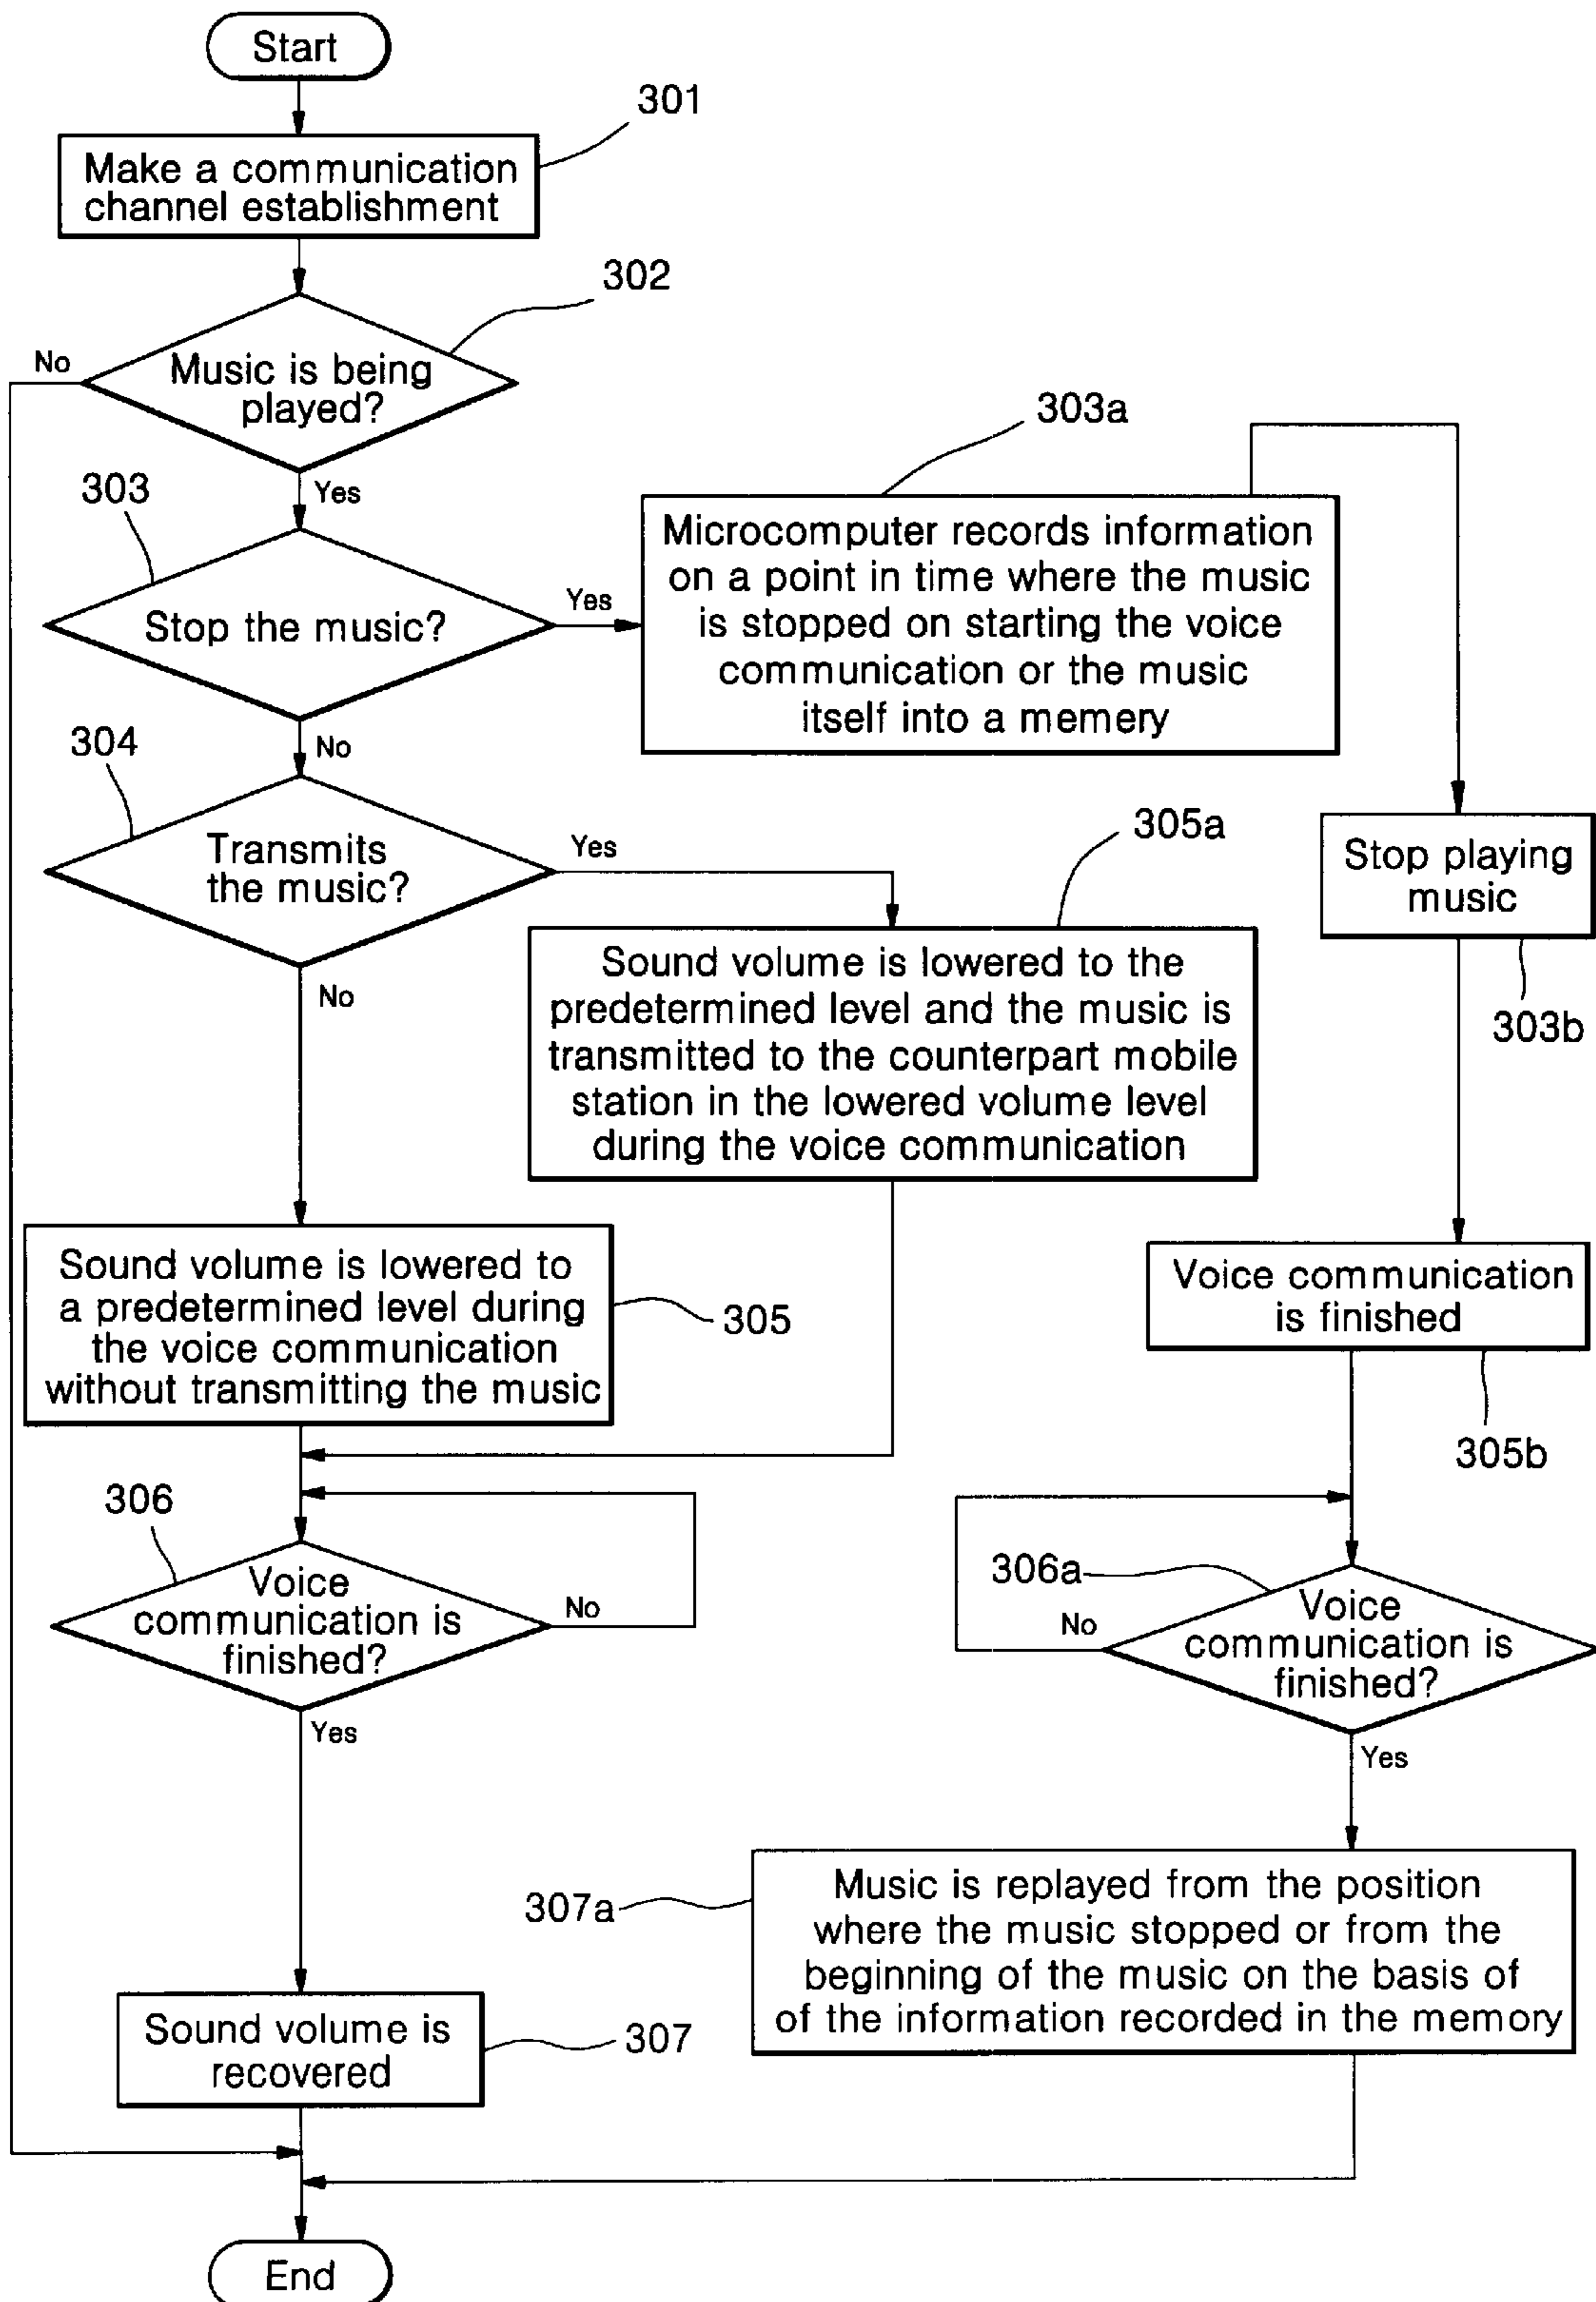 Start
301
Make a communication
channel establishment
302
No
Music is being
played?
Yes
303
Stop the music?
Yes
303a
Microcomputer records information
on a point in time where the music
is stopped on starting the voice
communication or the music
itself into a memery
No
304
Transmits
the music?
Yes
305a
Sound volume is lowered to the
predetermined level and the music is
transmitted to the counterpart mobile
station in the lowered volume level
during the voice communication
Stop playing
music
303b
No
Sound volume is lowered to
a predetermined level during
the voice communication
without transmitting the music
305
Voice communication
is finished
305b
306
Voice
communication is
finished?
No
306a
Voice
communication is
finished?
No
Yes
Yes
307a
Music is replayed from the position
where the music stopped or from the
beginning of the music on the basis of
of the information recorded in the memory
Sound volume is
recovered
307
End